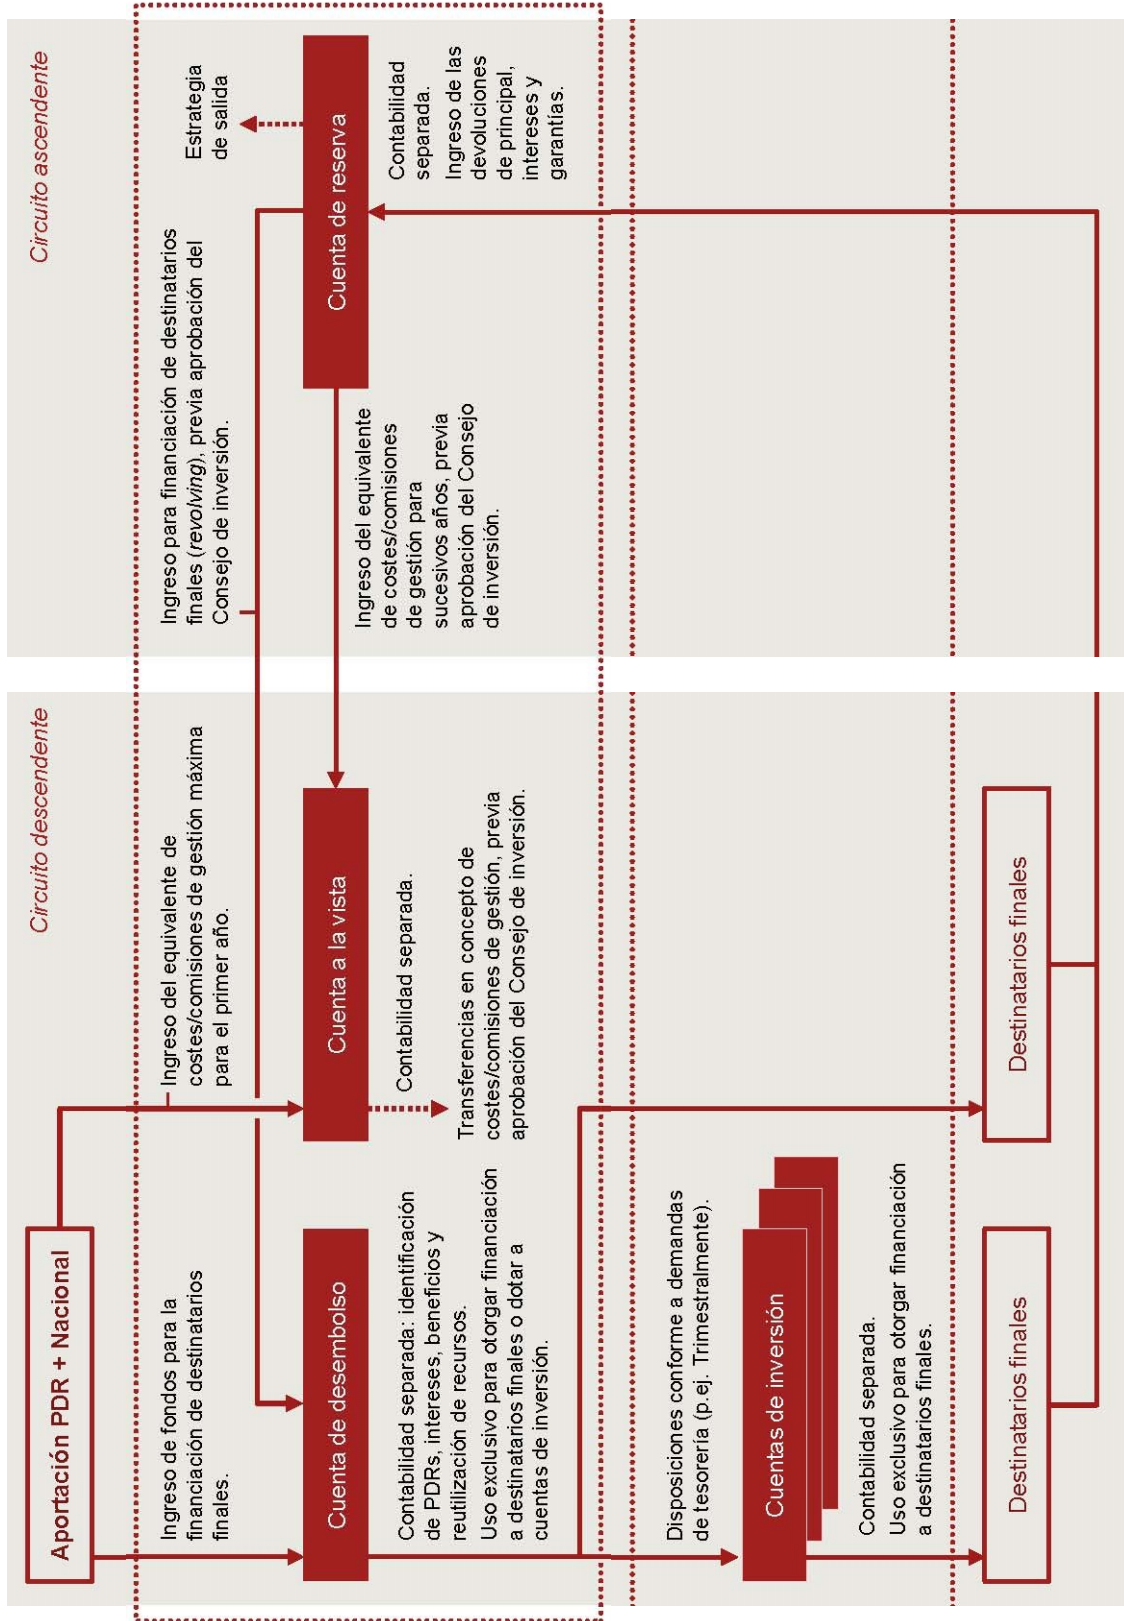 Circuito descendente
Circuito ascendente
Aportación PDR + Nacional
Ingreso de fondos para la
financiación de destinatarios
finales.
Ingreso del equivalente de
costes/comisiones de gestión máxima
para el primer año.
Ingreso para financiación de destinatarios
finales (revolving), previa aprobación del
Consejo de inversión.
Estrategia
de salida
Cuenta de desembolso
Cuenta a la vista
Cuenta de reserva
Contabilidad separada: identificación
de PDRs, intereses, beneficios y
reutilización de recursos.
Uso exclusivo para otorgar financiación
a destinatarios finales o dotar a
cuentas de inversión.
Contabilidad separada.
Transferencias en concepto de
costes/comisiones de gestión, previa
aprobación del Consejo de inversión.
Ingreso del equivalente
de costes/comisiones
de gestión para
sucesivos años, previa
aprobación del Consejo
de inversión.
Contabilidad
separada.
Ingreso de las
devoluciones
de principal,
intereses y
garantías.
Disposiciones conforme a demandas
de tesorería (p.ej. Trimestralmente).
Cuentas de inversión
Contabilidad separada.
Uso exclusivo para otorgar financiación
a destinatarios finales.
Destinatarios finales
Destinatarios finales